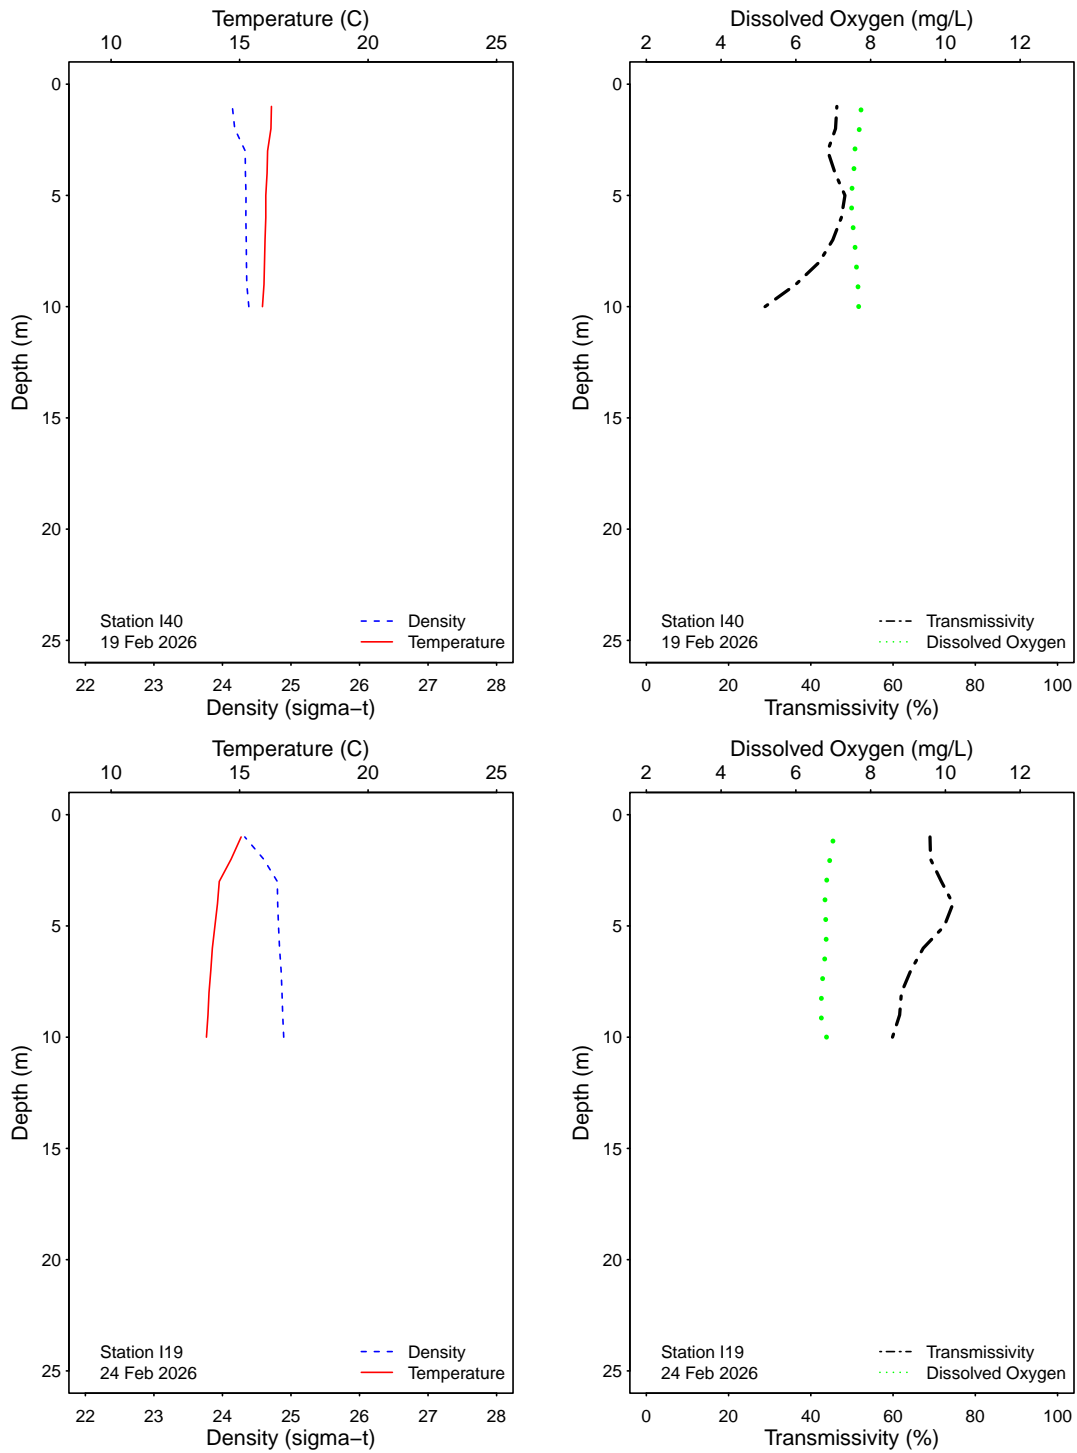 Temperature (C)
10 15 20 25
0
5
10
15
20
25
Depth (m)
Station I40
19 Feb 2026
Density
Temperature
22 23 24 25 26 27 28
Density (sigma−t)
Dissolved Oxygen (mg/L)
2 4 6 8 10 12
0
5
10
15
20
25
Depth (m)
Station I40
19 Feb 2026
Transmissivity
Dissolved Oxygen
0 20 40 60 80 100
Transmissivity (%)
Temperature (C)
10 15 20 25
0
5
10
15
20
25
Depth (m)
Station I19
24 Feb 2026
Density
Temperature
22 23 24 25 26 27 28
Density (sigma−t)
Dissolved Oxygen (mg/L)
2 4 6 8 10 12
0
5
10
15
20
25
Depth (m)
Station I19
24 Feb 2026
Transmissivity
Dissolved Oxygen
0 20 40 60 80 100
Transmissivity (%)